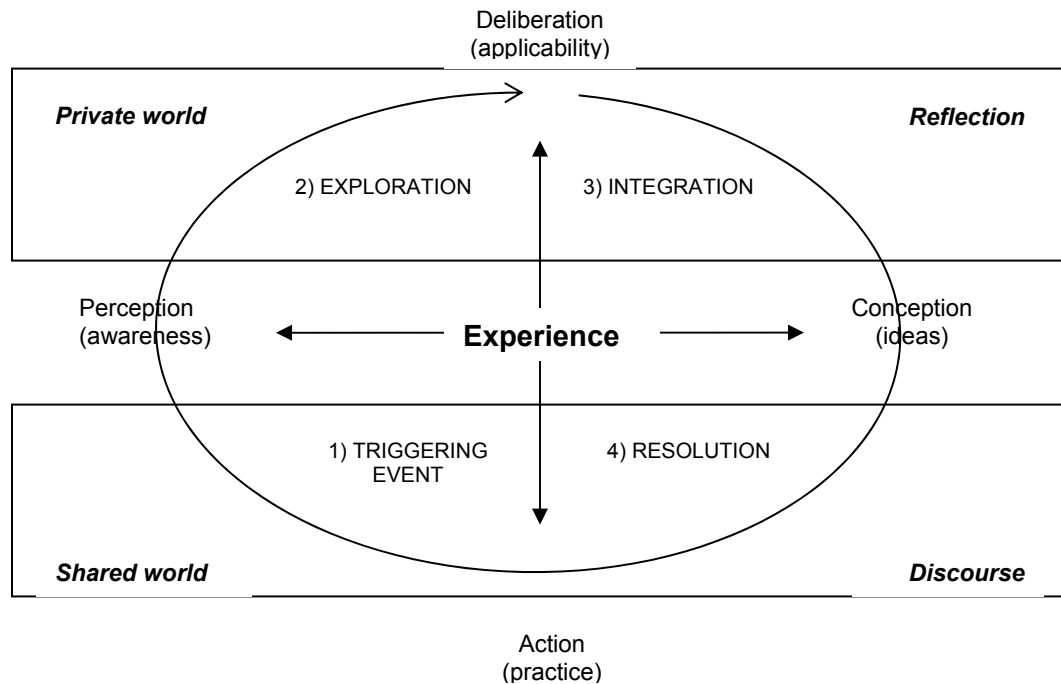 Deliberation
(applicability)
Private world
Reflection
2) EXPLORATION
3) INTEGRATION
Perception
(awareness)
Experience
Conception
(ideas)
1) TRIGGERING
EVENT
4) RESOLUTION
Shared world
Discourse
Action
(practice)